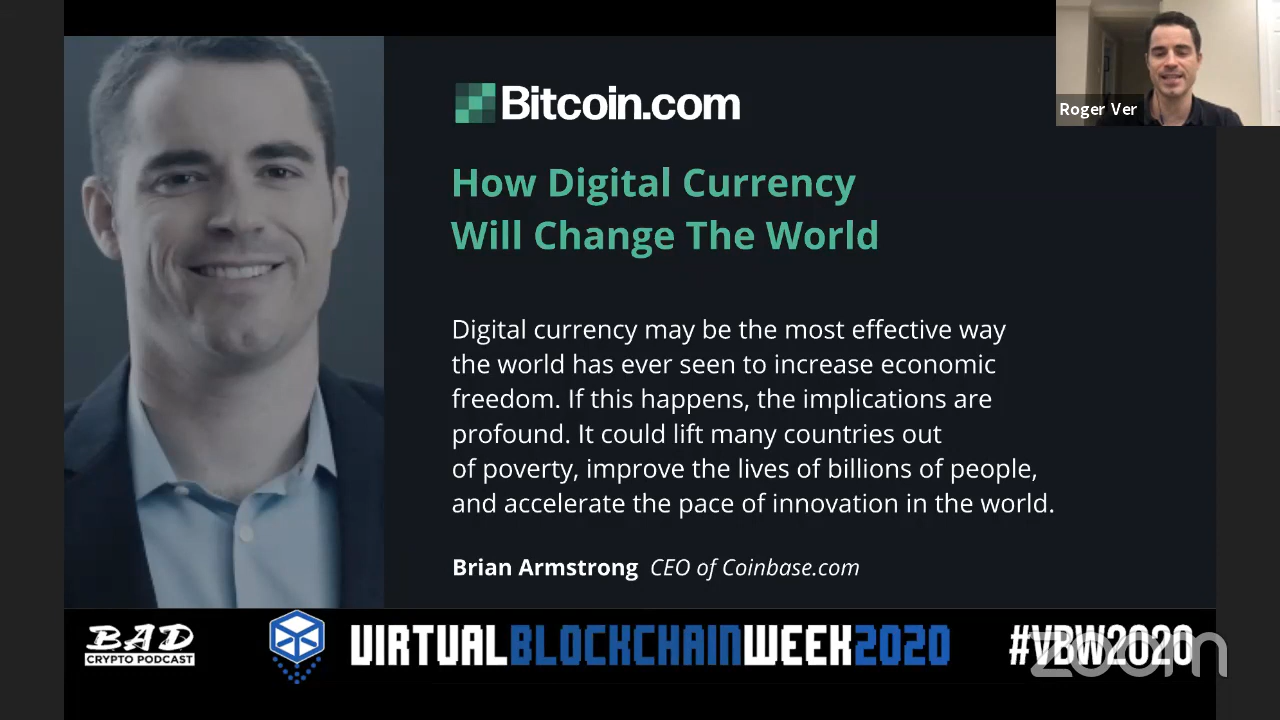 Bitcoin.com
Roger Ver
How Digital Currency
Will Change The World
Digital currency may be the most effective way
the world has ever seen to increase economic
freedom. If this happens, the implications are
profound. It could lift many countries out
of poverty, improve the lives of billions of people,
and accelerate the pace of innovation in the world.
Brian Armstrong CEO of Coinbase.com
BAD
CRYPTO PODCAST
VIRTUALBLOCKCHAINWEEK2020
#VBW2020
zoom